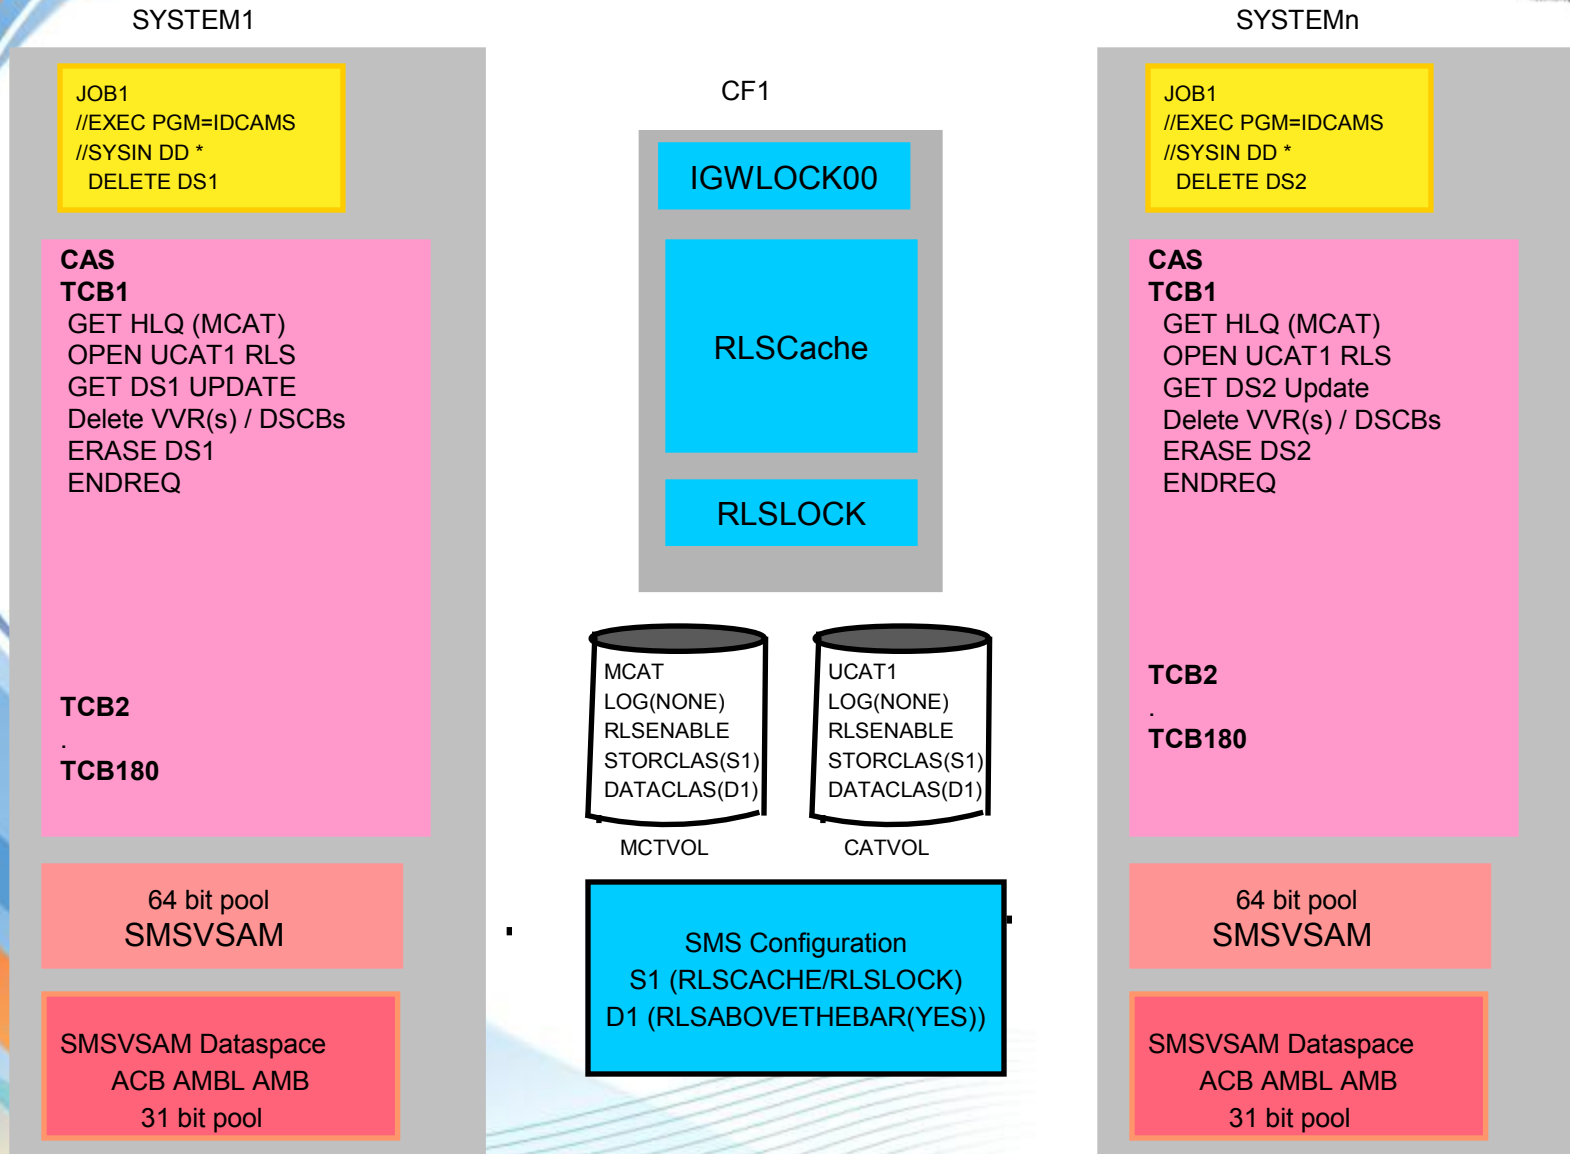 SYSTEM1
JOB1
//EXEC PGM=IDCAMS
//SYSIN DD *
DELETE DS1
CAS
TCB1
GET HLQ (MCAT)
OPEN UCAT1 RLS
GET DS1 UPDATE
Delete VVR(s) / DSCBs
ERASE DS1
ENDREQ
TCB2
.
TCB180
64 bit pool
SMSVSAM
SMSVSAM Dataspace
ACB AMBL AMB
31 bit pool
CF1
IGWLOCK00
RLSCache
RLSLOCK
MCAT
LOG(NONE)
RLSENABLE
STORCLAS(S1)
DATACLAS(D1)
MCTVOL
UCAT1
LOG(NONE)
RLSENABLE
STORCLAS(S1)
DATACLAS(D1)
CATVOL
SMS Configuration
S1 (RLSCACHE/RLSLOCK)
D1 (RLSABOVETHEBAR(YES))
SYSTEMn
JOB1
//EXEC PGM=IDCAMS
//SYSIN DD *
DELETE DS2
CAS
TCB1
GET HLQ (MCAT)
OPEN UCAT1 RLS
GET DS2 Update
Delete VVR(s) / DSCBs
ERASE DS2
ENDREQ
TCB2
.
TCB180
64 bit pool
SMSVSAM
SMSVSAM Dataspace
ACB AMBL AMB
31 bit pool